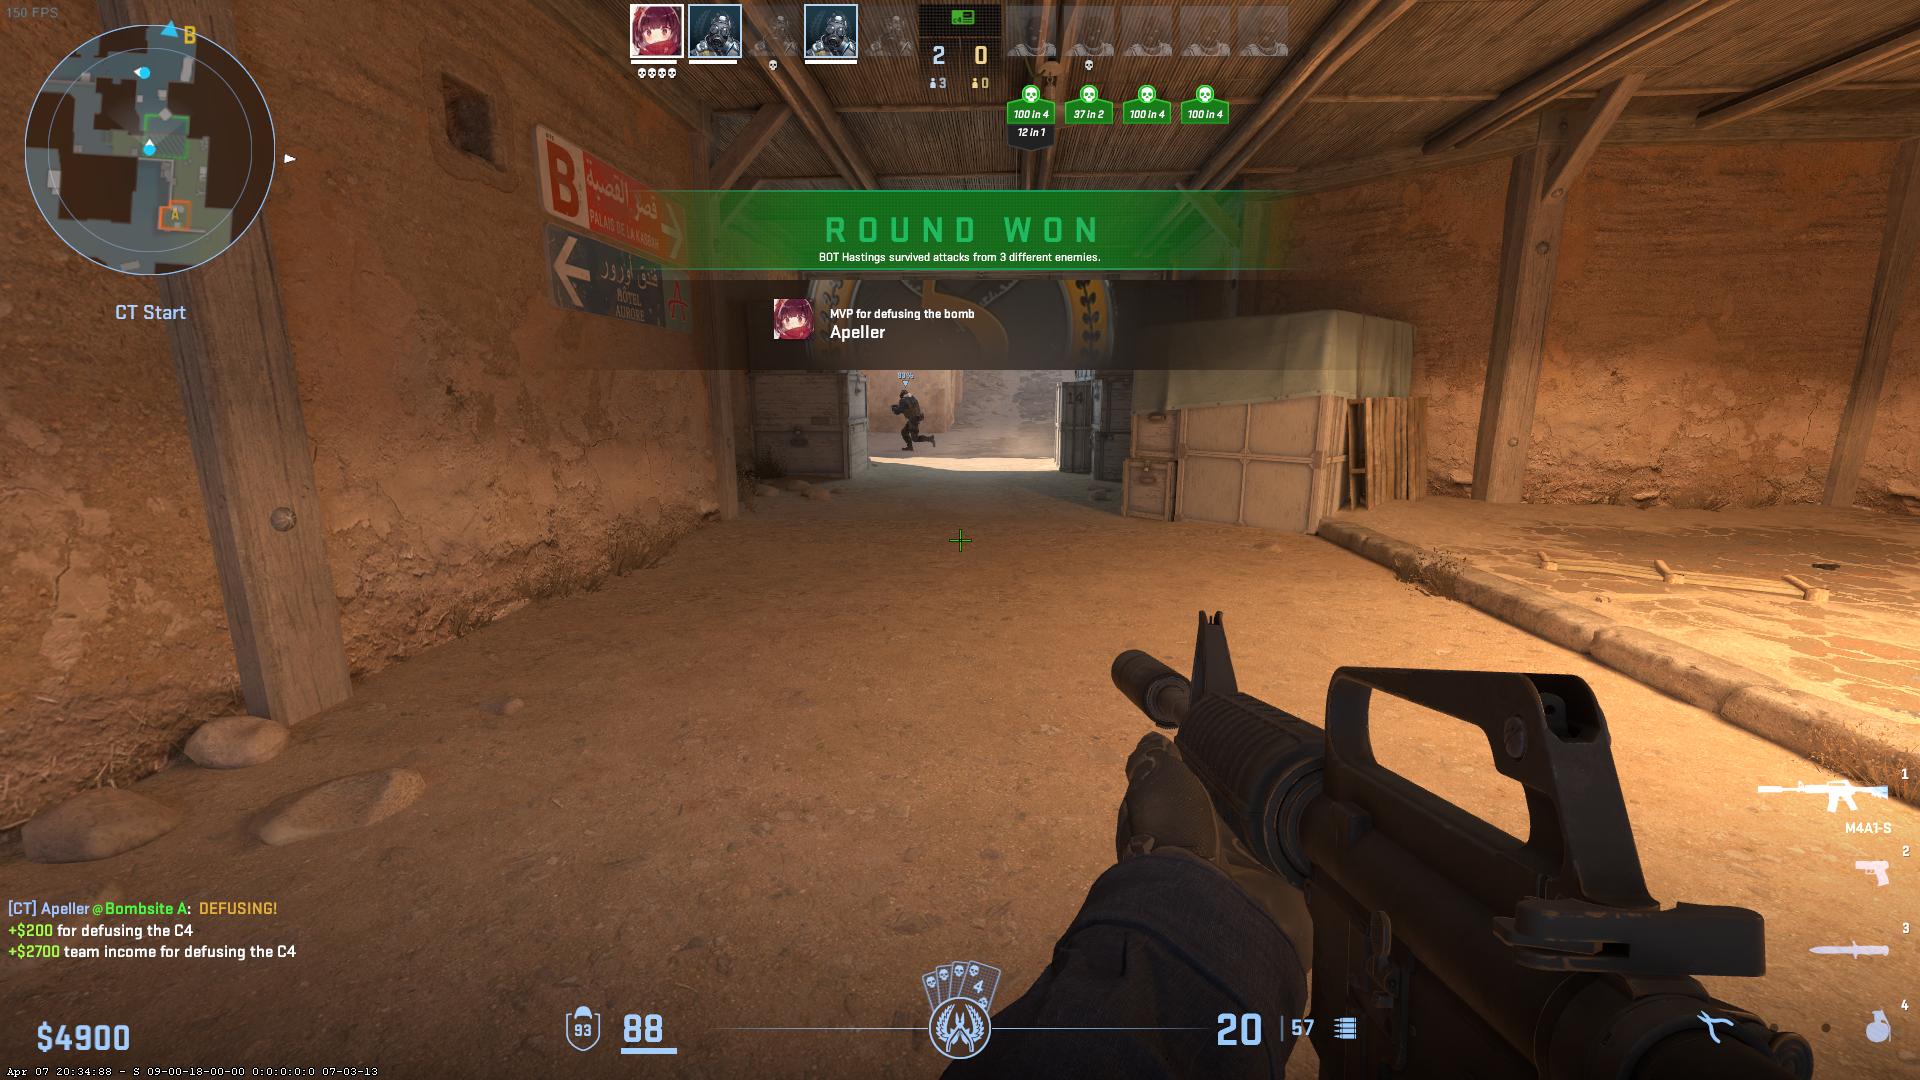 150 FPS
B
2 0
3 0
100 in 4
37 in 2
100 in 4
100 in 4
12 in 1
B
قصر القصبة
PALAIS DE LA KASBAH
فندق أورور
HÔTEL
AURORE
A
ROUND WON
BOT Hastings survived attacks from 3 different enemies.
MVP for defusing the bomb
Apeller
93%
14
A
CT Start
1
M4A1-S
2
3
4
[CT] Apeller@Bombsite A: DEFUSING!
+$200 for defusing the C4
+$2700 team income for defusing the C4
$4900
93
88
4
20 | 57
Apr 07 20:34:88 - S 09-00-18-00-00 0:0:0:0:0 07-03-13